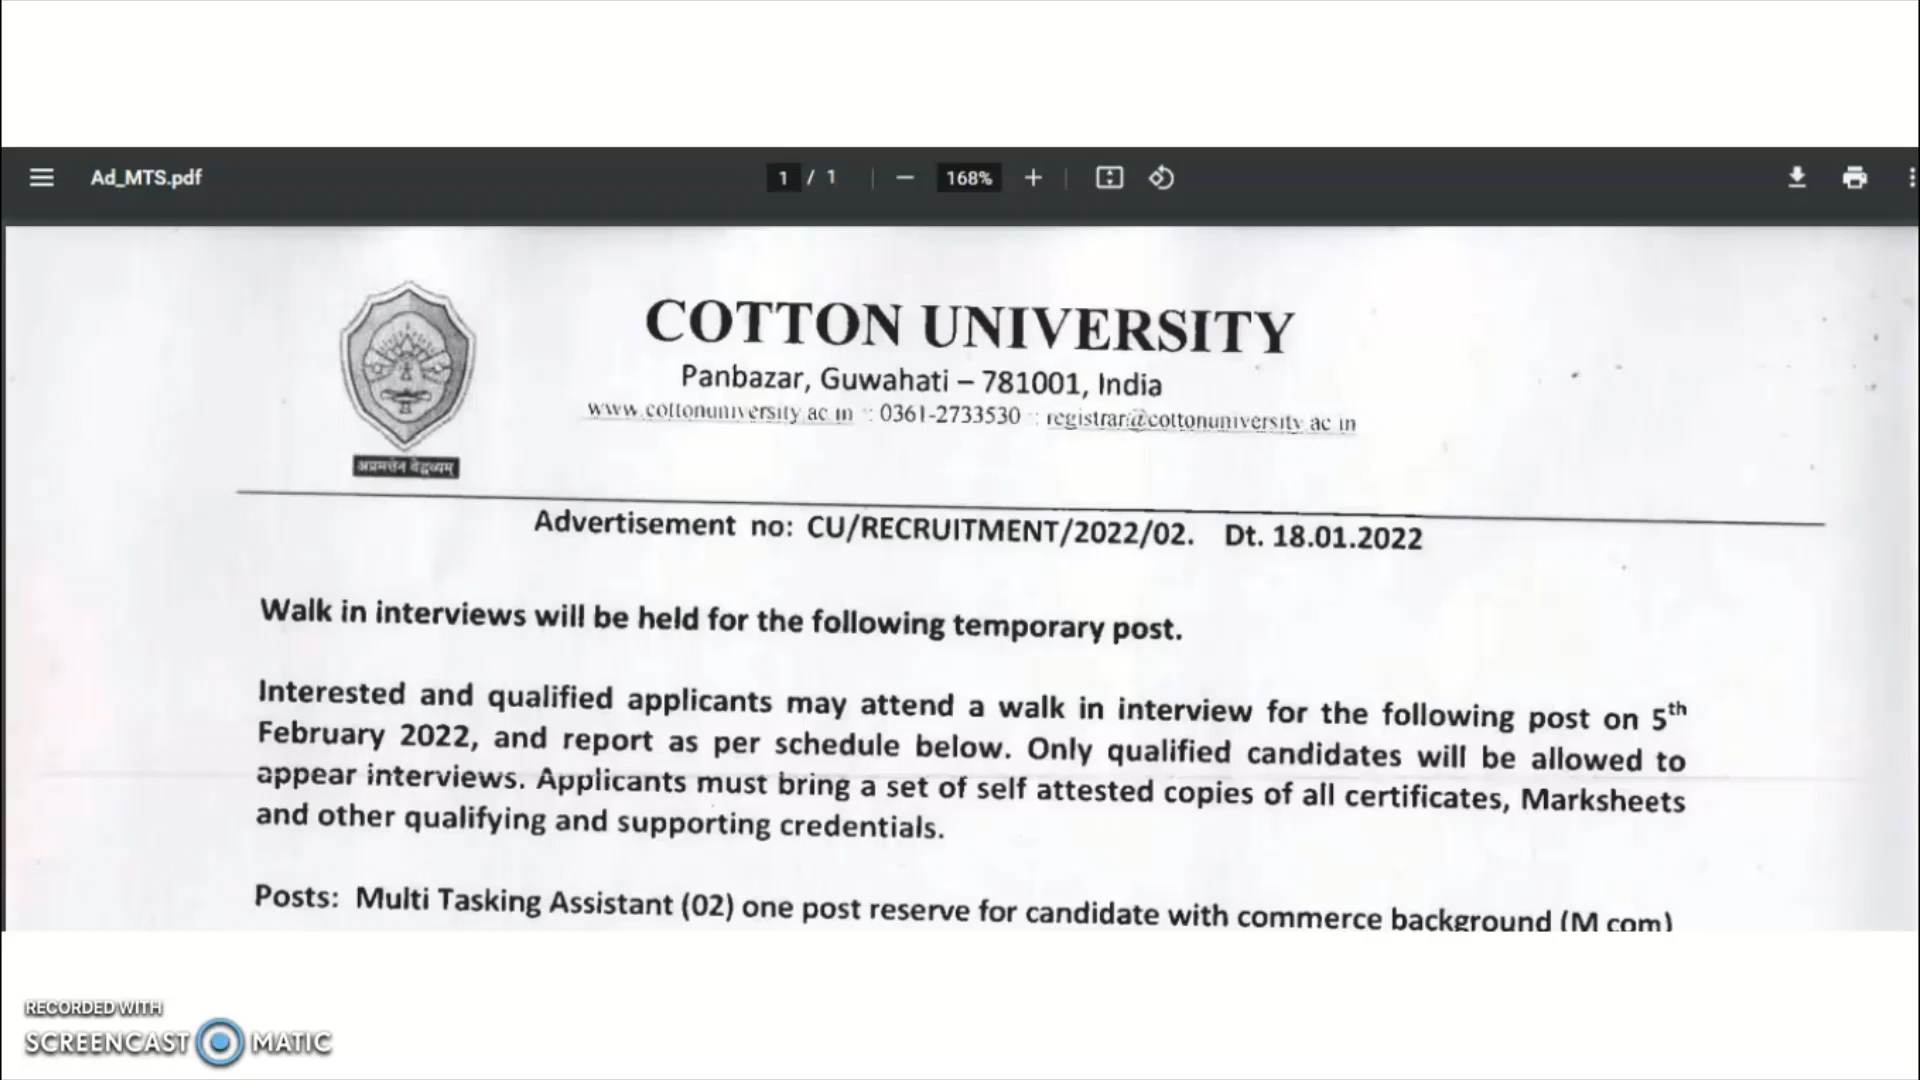 Ad_MTS.pdf
1 / 1
168%
COTTON UNIVERSITY
Panbazar, Guwahati – 781001, India
www.cottonuniversity.ac.in :: 0361-2733530 :: registrar@cottonuniversity.ac.in
अप्रमत्तेन वेद्धव्यम्
Advertisement no: CU/RECRUITMENT/2022/02. Dt. 18.01.2022
Walk in interviews will be held for the following temporary post.
Interested and qualified applicants may attend a walk in interview for the following post on 5th
February 2022, and report as per schedule below. Only qualified candidates will be allowed to
appear interviews. Applicants must bring a set of self attested copies of all certificates, Marksheets
and other qualifying and supporting credentials.
Posts: Multi Tasking Assistant (02) one post reserve for candidate with commerce background (M com)
RECORDED WITH
SCREENCAST MATIC